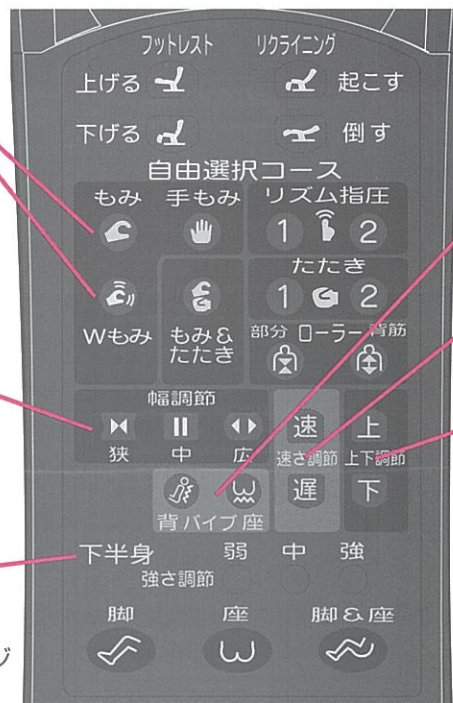 フットレスト リクライニング
上げる 起こす
下げる 倒す
自由選択コース
もみ 手もみ リズム指圧
1 2
たたき
1 2
Wもみ もみ&たたき 部分 ローラー 背筋
幅調節
狭 中 広 速 上
速さ調節 上下調節
遅 下
背 バイブ 座
下半身 弱 中 強
強さ調節
脚 座 脚&座
ジ